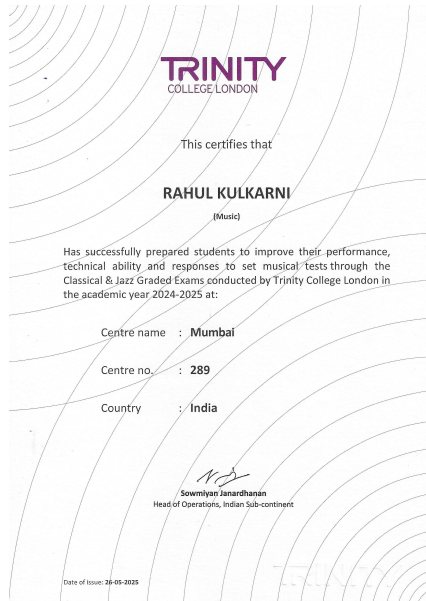 TRINITY
COLLEGE LONDON
This certifies that
RAHUL KULKARNI
(Music)
Has successfully prepared students to improve their performance,
technical ability and responses to set musical tests through the
Classical & Jazz Graded Exams conducted by Trinity College London in
the academic year 2024-2025 at:
Centre name : Mumbai
Centre no. : 289
Country : India
Sowmiyan Janardhanan
Head of Operations, Indian Sub-continent
TRINITY
Date of Issue: 26-05-2025